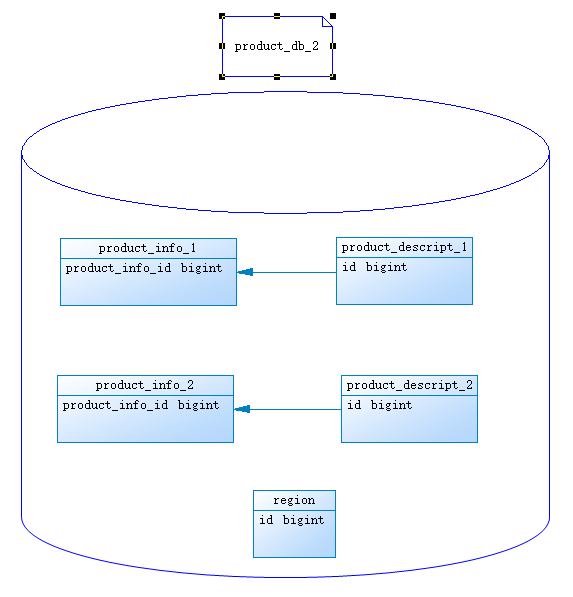 product_db_2
product_info_1
product_info_id bigint
product_descript_1
id bigint
product_info_2
product_info_id bigint
product_descript_2
id bigint
region
id bigint